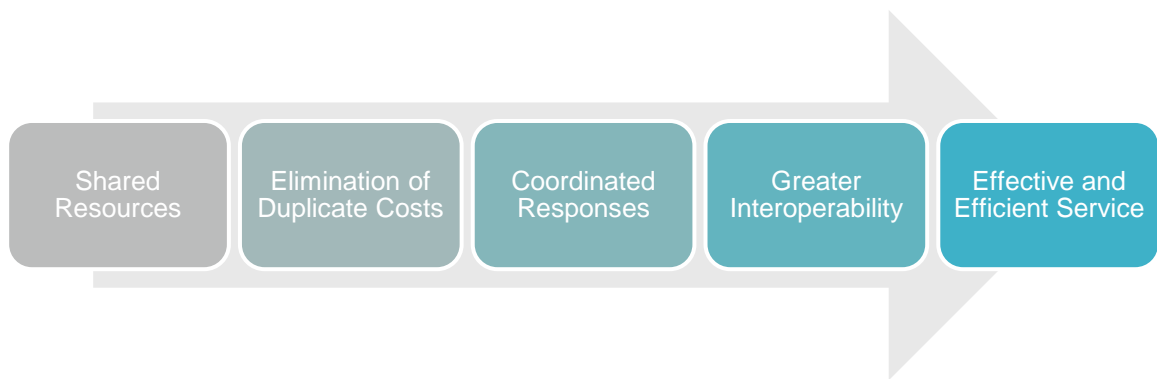 Shared
Resources
Elimination of
Duplicate Costs
Coordinated
Responses
Greater
Interoperability
Effective and
Efficient Service